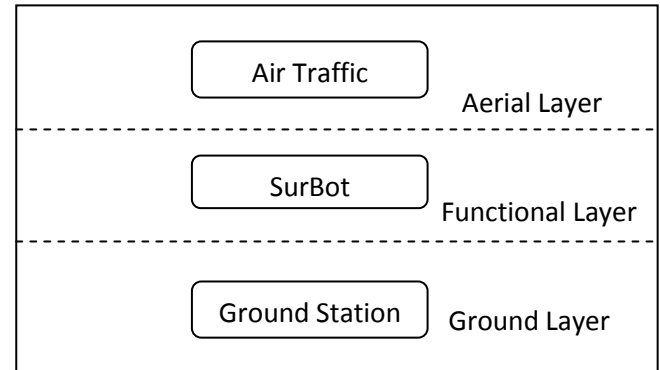 Air Traffic
Aerial Layer
SurBot
Functional Layer
Ground Station
Ground Layer